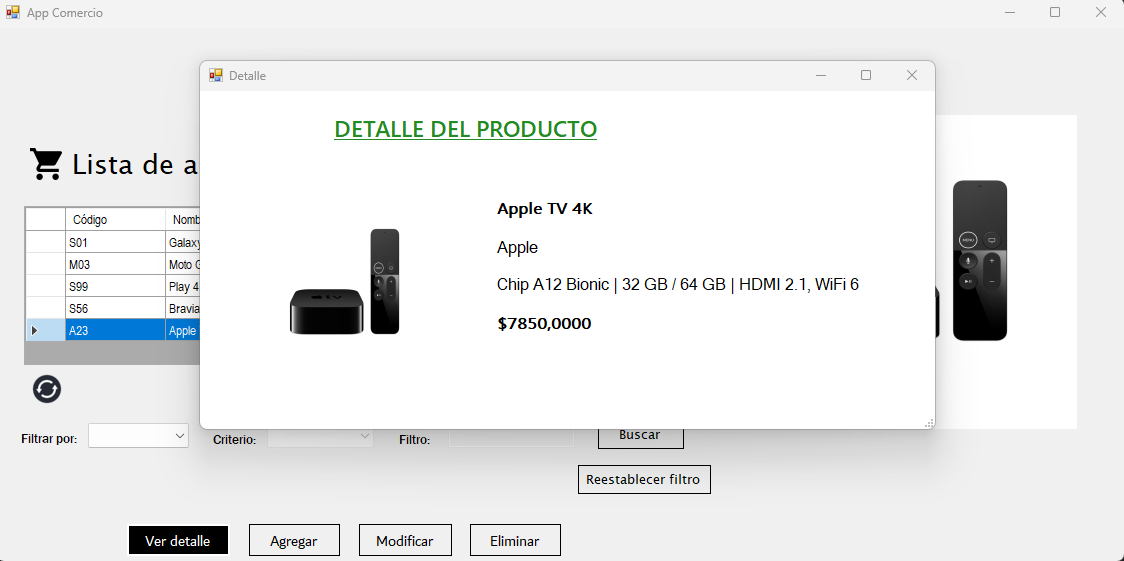 App Comercio
Detalle
DETALLE DEL PRODUCTO
Lista de a
Apple TV 4K
Apple
Chip A12 Bionic | 32 GB / 64 GB | HDMI 2.1, WiFi 6
$7850,0000
Código Nomb
S01 Galaxy
M03 Moto G
S99 Play 4
S56 Bravia
A23 Apple
tv
MENU
Filtrar por: Criterio: Filtro: Buscar
Reestablecer filtro
Ver detalle Agregar Modificar Eliminar